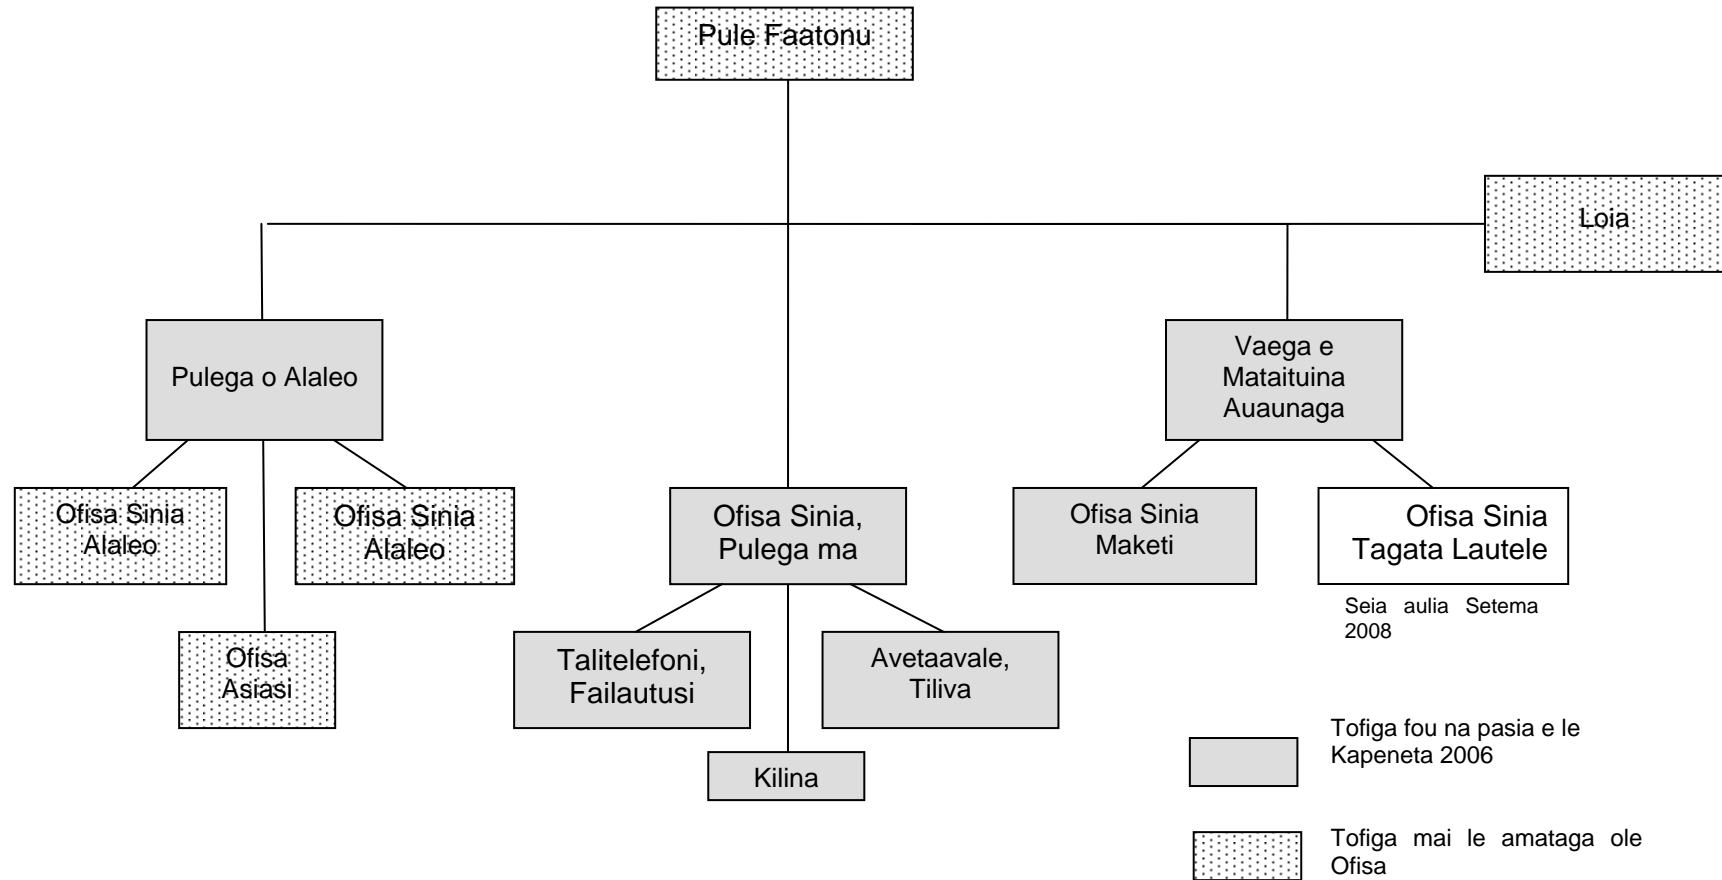 Pule Faatonu
Loia
Pulega o Alaleo
Vaega e
Mataituina
Auaunaga
Ofisa Sinia
Alaleo
Ofisa Sinia
Alaleo
Ofisa Sinia,
Pulega ma
Ofisa Sinia
Maketi
Ofisa Sinia
Tagata Lautele
Seia aulia Setema
2008
Ofisa
Asiasi
Talitelefoni,
Failautusi
Avetaavale,
Tiliva
Kilina
Tofiga fou na pasia e le
Kapeneta 2006
Tofiga mai le amataga ole
Ofisa